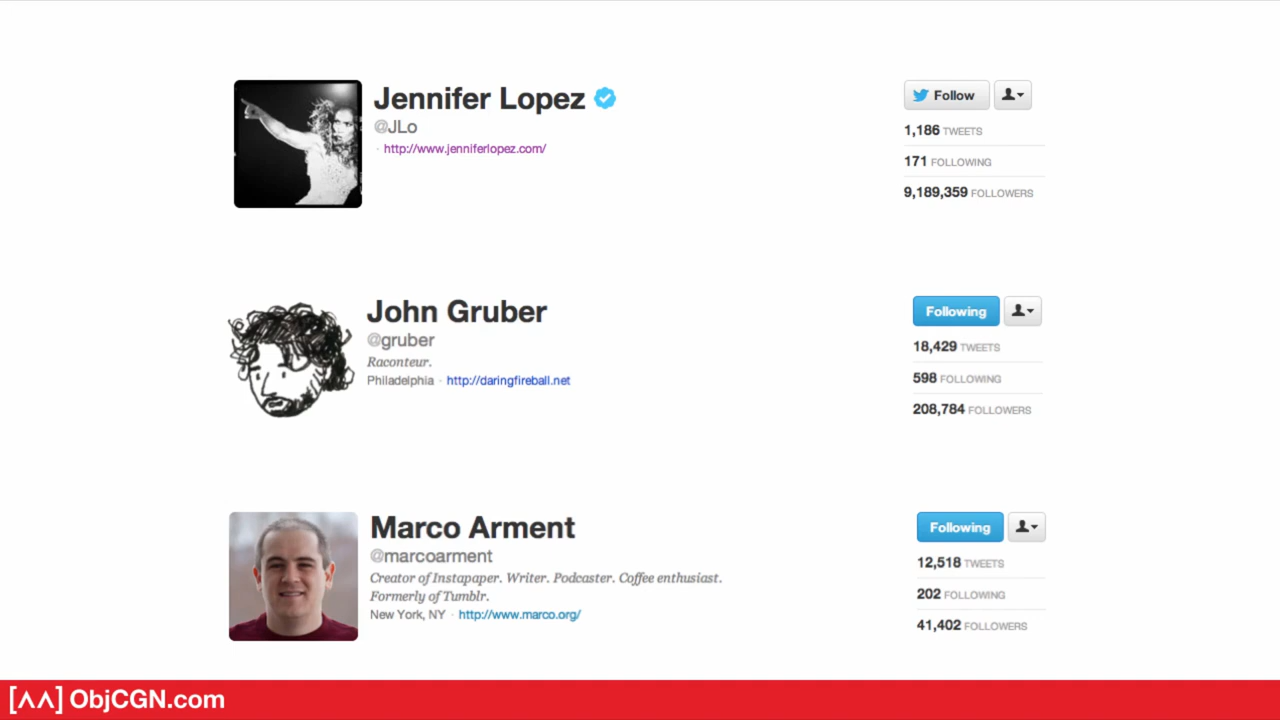 Jennifer Lopez
@JLo
· http://www.jenniferlopez.com/
Follow
1,186 TWEETS
171 FOLLOWING
9,189,359 FOLLOWERS
John Gruber
@gruber
Raconteur.
Philadelphia · http://daringfireball.net
Following
18,429 TWEETS
598 FOLLOWING
208,784 FOLLOWERS
Marco Arment
@marcoarment
Creator of Instapaper. Writer. Podcaster. Coffee enthusiast.
Formerly of Tumblr.
New York, NY · http://www.marco.org/
Following
12,518 TWEETS
202 FOLLOWING
41,402 FOLLOWERS
[∧∧] ObjCGN.com